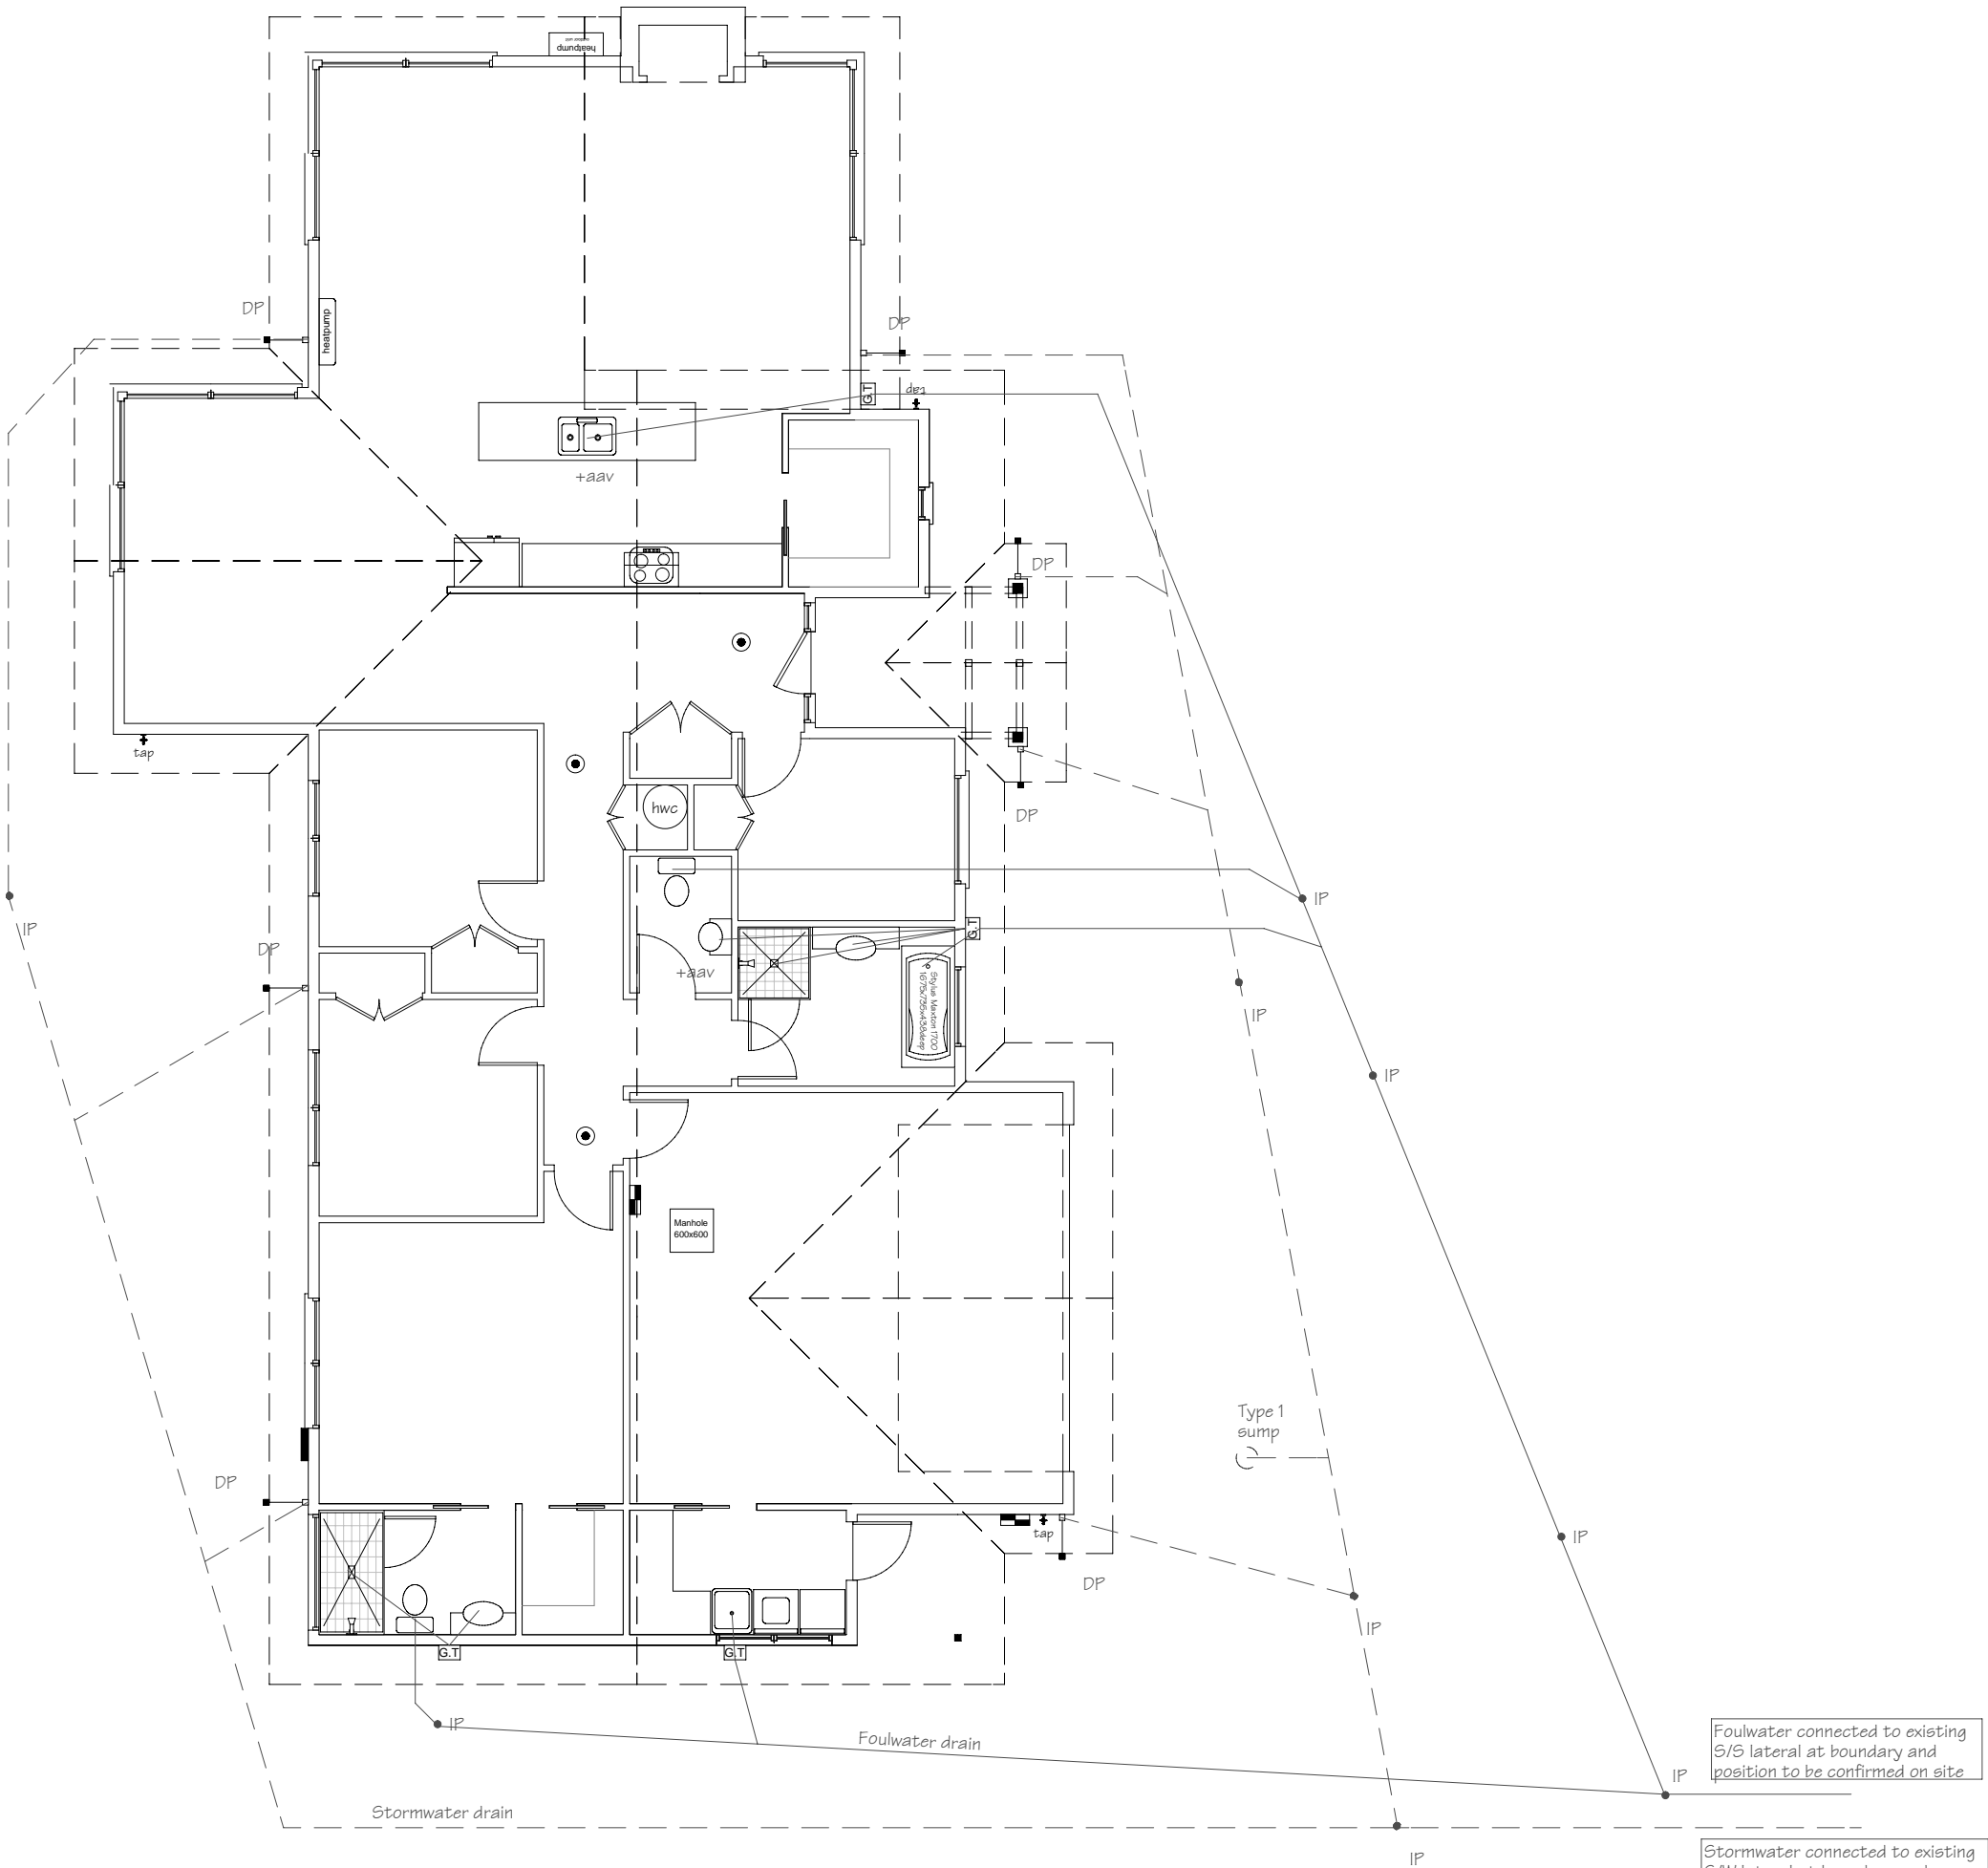 heatpump
outdoor unit
DP
heatpump
DP
G.T
tap
+aav
DP
tap
DP
hwc
IP
IP
DP
G.T
+aav
Stylus Maxton 1700
1675x735x438deep
IP
IP
Manhole
600x600
Type 1
sump
DP
tap
IP
DP
IP
G.T
G.T
IP
Foulwater drain
Foulwater connected to existing
S/S lateral at boundary and
position to be confirmed on site
IP
Stormwater drain
IP
Stormwater connected to existing